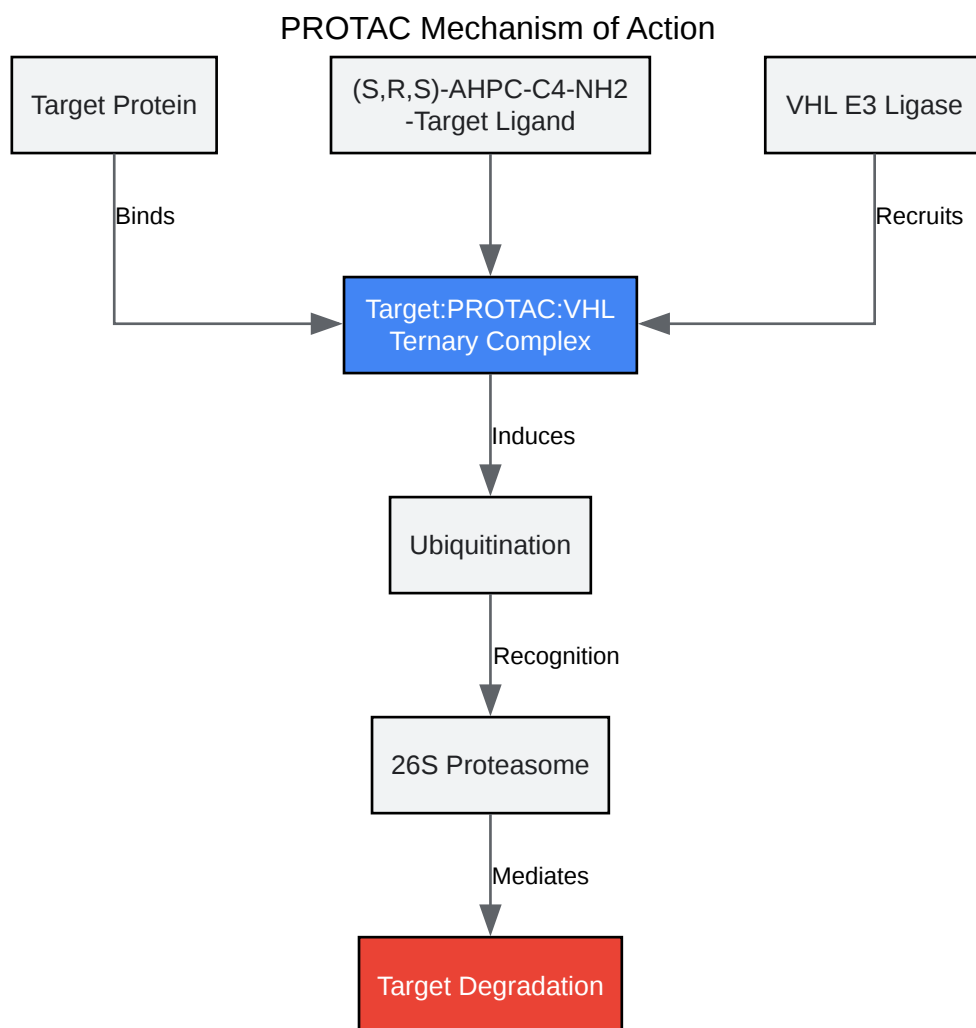 PROTAC Mechanism of Action
Target Protein
(S,R,S)-AHPC-C4-NH2
-Target Ligand
VHL E3 Ligase
Binds
Recruits
Target:PROTAC:VHL
Ternary Complex
Induces
Ubiquitination
Recognition
26S Proteasome
Mediates
Target Degradation